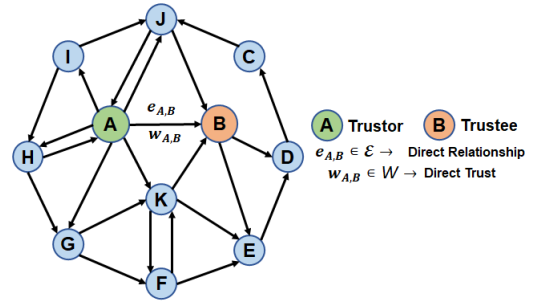 J
I
C
A
e_{A,B}
w_{A,B}
B
H
D
K
G
E
F
A Trustor B Trustee
e_{A,B} ∈ ℰ → Direct Relationship
w_{A,B} ∈ W → Direct Trust